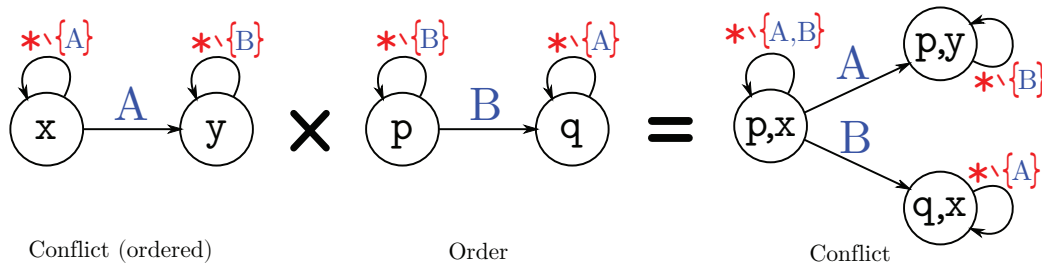 *\{A}
*\{B}
*\{B}
*\{A}
*\{A,B}
x
A
y
×
p
B
q
=
p,x
A
p,y
*\{B}
B
q,x
*\{A}
Conflict (ordered)
Order
Conflict